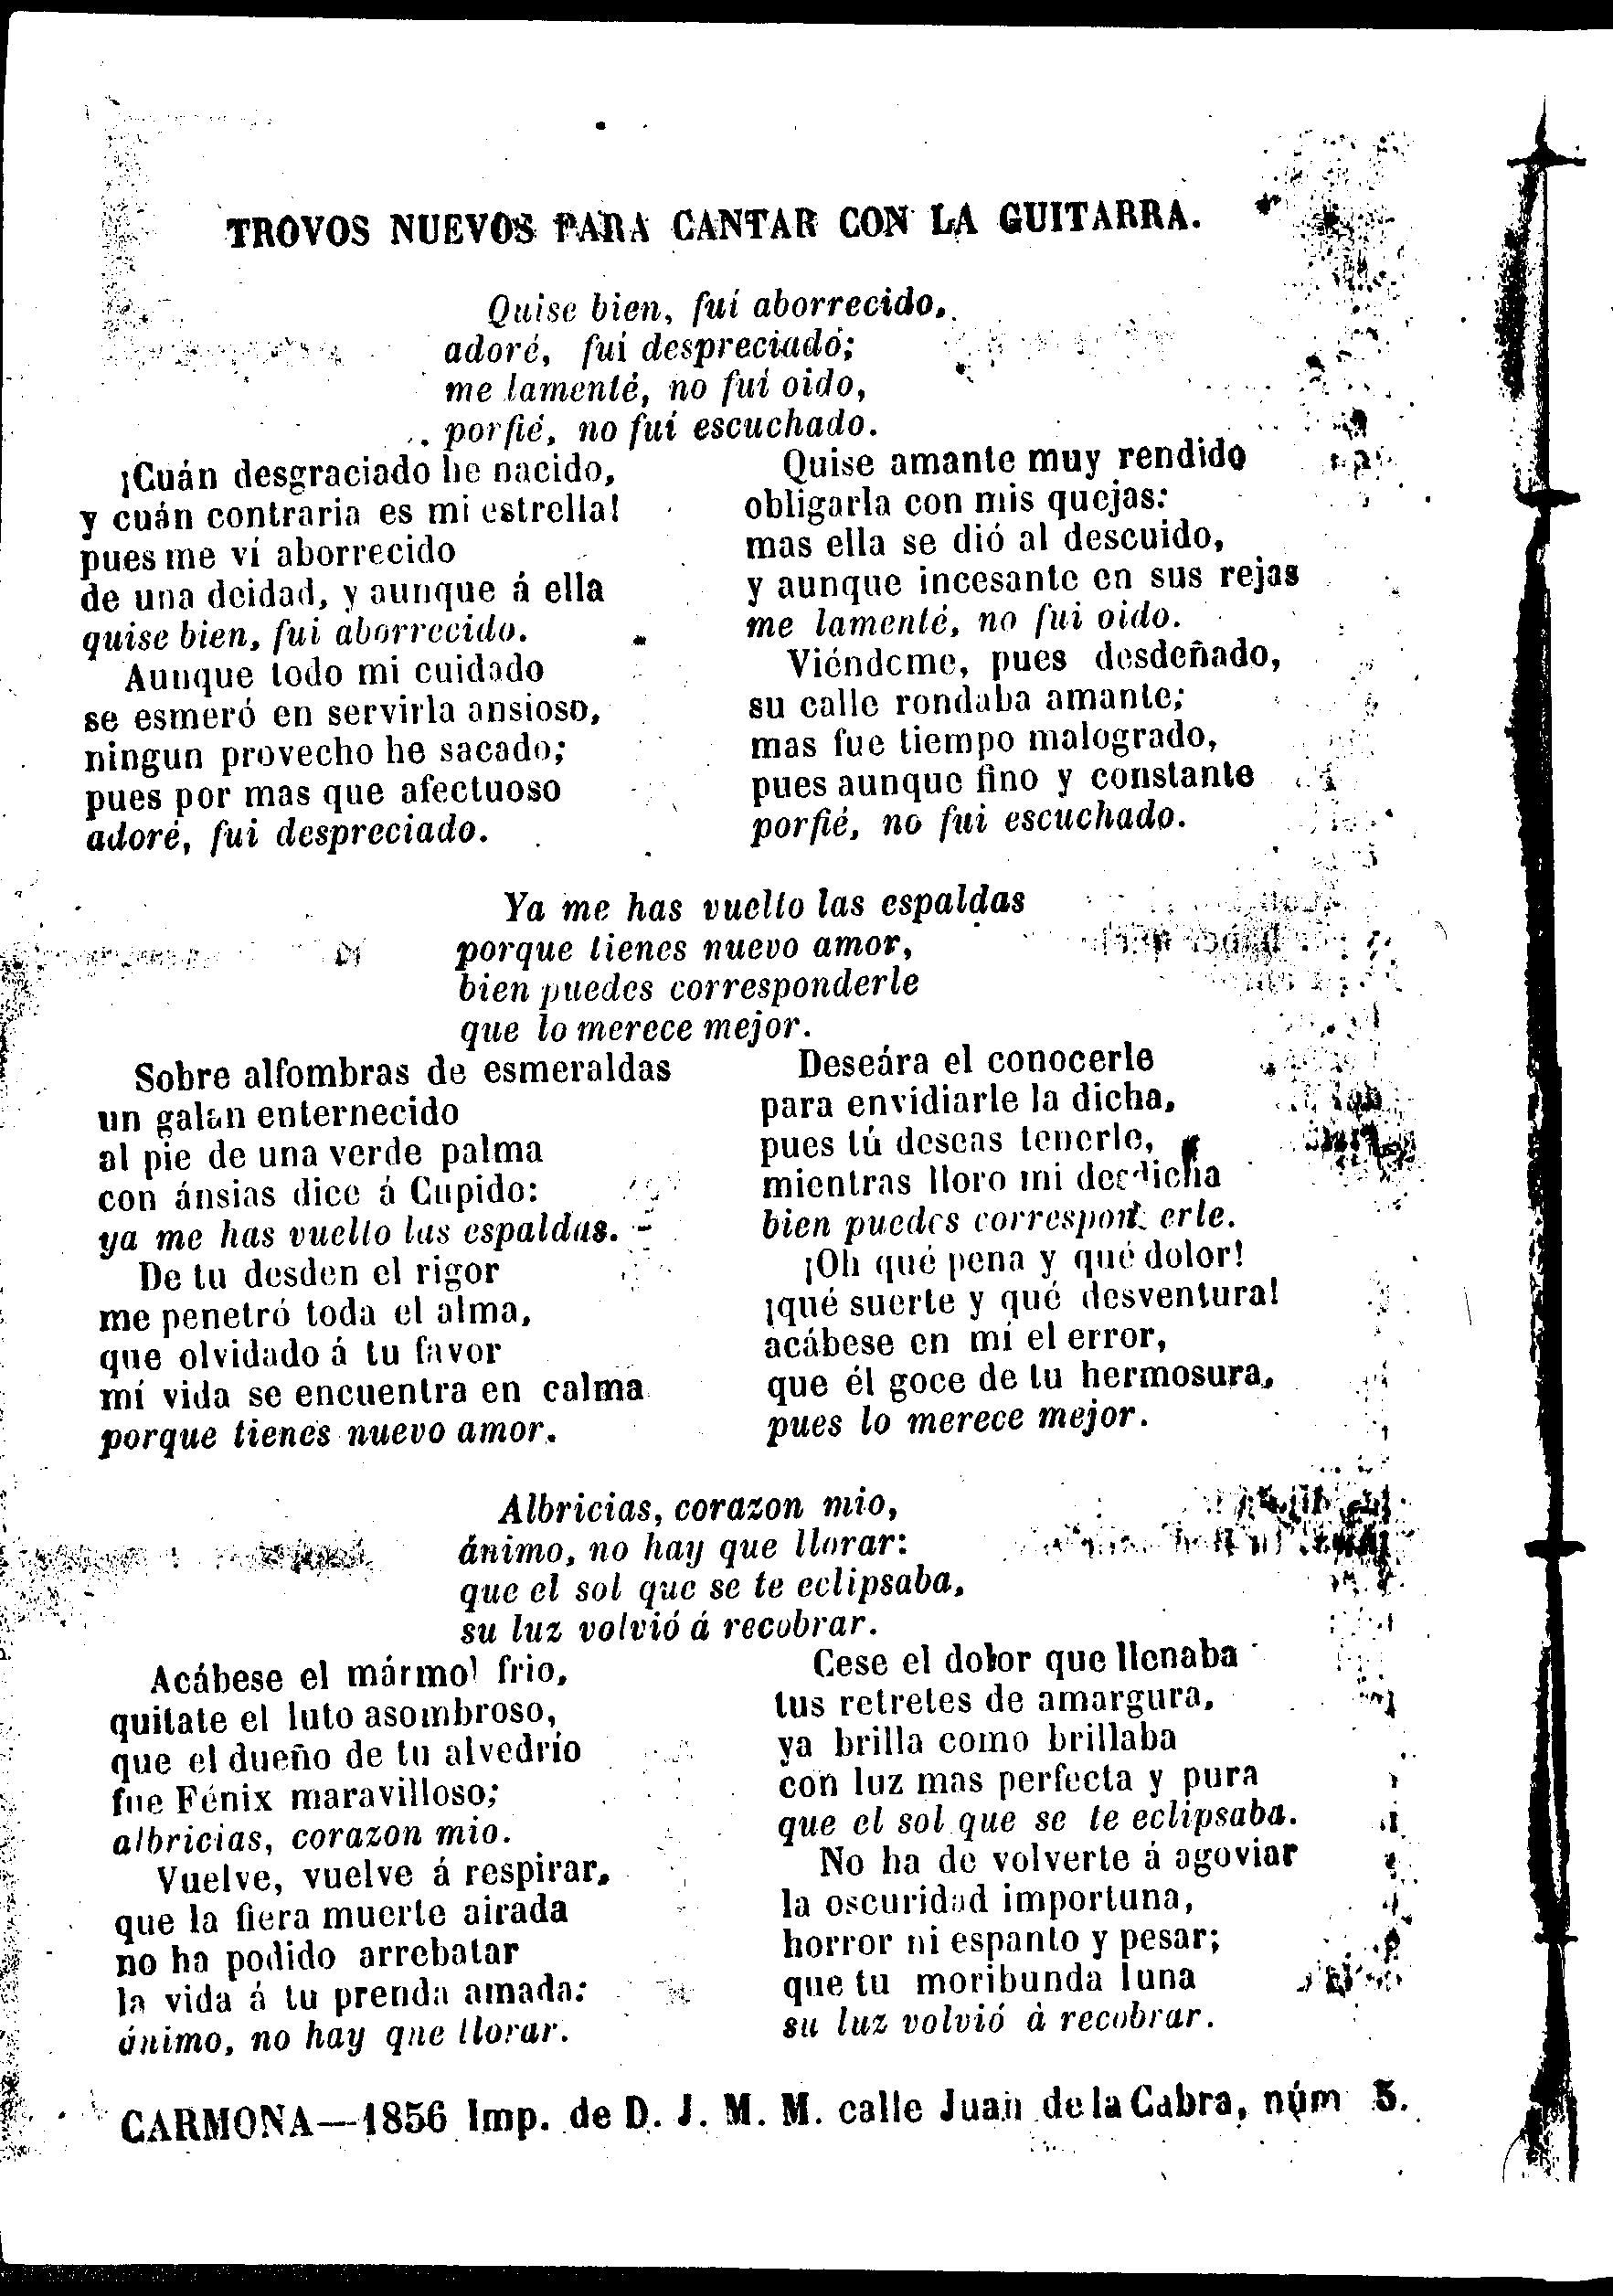 TROVOS NUEVOS PARA CANTAR CON LA GUITARRA.
Quise bien, fuí aborrecido,
adoré, fui despreciado;
me lamenté, no fuí oido,
porfié, no fuí escuchado.
¡Cuán desgraciado he nacido,
y cuán contraria es mi estrella!
pues me ví aborrecido
de una deidad, y aunque á ella
quise bien, fui aborrecido.
Aunque todo mi cuidado
se esmeró en servirla ansioso,
ningun provecho he sacado;
pues por mas que afectuoso
adoré, fui despreciado.
Quise amante muy rendido
obligarla con mis quejas:
mas ella se dió al descuido,
y aunque incesante en sus rejas
me lamenté, no fui oido.
Viéndeme, pues desdeñado,
su calle rondaba amante;
mas fue tiempo malogrado,
pues aunque fino y constante
porfié, no fui escuchado.
Ya me has vuelto las espaldas
porque tienes nuevo amor,
bien puedes corresponderle
que lo merece mejor.
Sobre alfombras de esmeraldas
un galan enternecido
al pie de una verde palma
con ánsias dice á Cupido:
ya me has vuelto las espaldas.
De tu desden el rigor
me penetró toda el alma,
que olvidado á tu favor
mí vida se encuentra en calma
porque tienes nuevo amor.
Deseára el conocerle
para envidiarle la dicha,
pues tú deseas tenerle,
mientras lloro mi desdicha
bien puedes corresponderle.
¡Oh qué pena y qué dolor!
¡qué suerte y qué desventura!
acábese en mí el error,
que él goce de tu hermosura,
pues lo merece mejor.
Albricias, corazon mio,
ánimo, no hay que llorar:
que el sol que se te eclipsaba,
su luz volvió á recobrar.
Acábese el mármol frio,
quitate el luto asombroso,
que el dueño de tu alvedrío
fue Fénix maravilloso;
albricias, corazon mio.
Vuelve, vuelve á respirar,
que la fiera muerte airada
no ha podido arrebatar
la vida á tu prenda amada:
ánimo, no hay que llorar.
Cese el dolor que llenaba
tus retretes de amargura,
ya brilla como brillaba
con luz mas perfecta y pura
que el sol que se te eclipsaba.
No ha de volverte á agoviar
la oscuridad importuna,
horror ni espanto y pesar;
que tu moribunda luna
su luz volvió à recobrar.
CARMONA—1856 Imp. de D. J. M. M. calle Juan de la Cabra, núm 5.